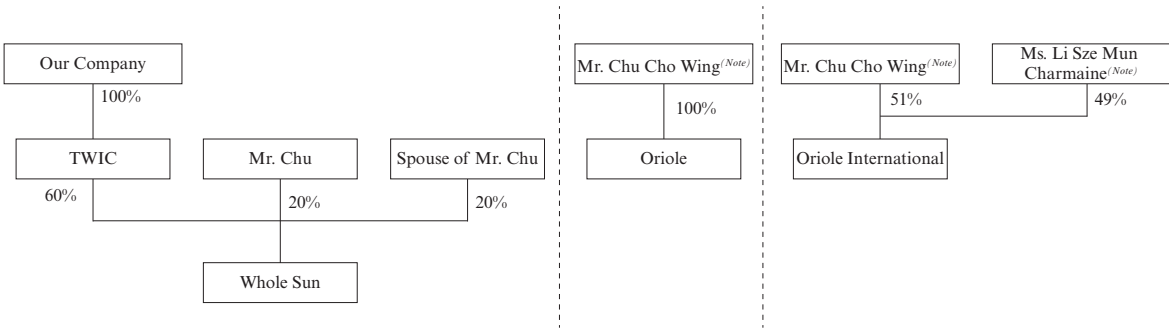 Our Company
100%
TWIC
Mr. Chu
Spouse of Mr. Chu
60%
20%
20%
Whole Sun
Mr. Chu Cho Wing(Note)
100%
Oriole
Mr. Chu Cho Wing(Note)
Ms. Li Sze Mun
Charmaine(Note)
51%
49%
Oriole International